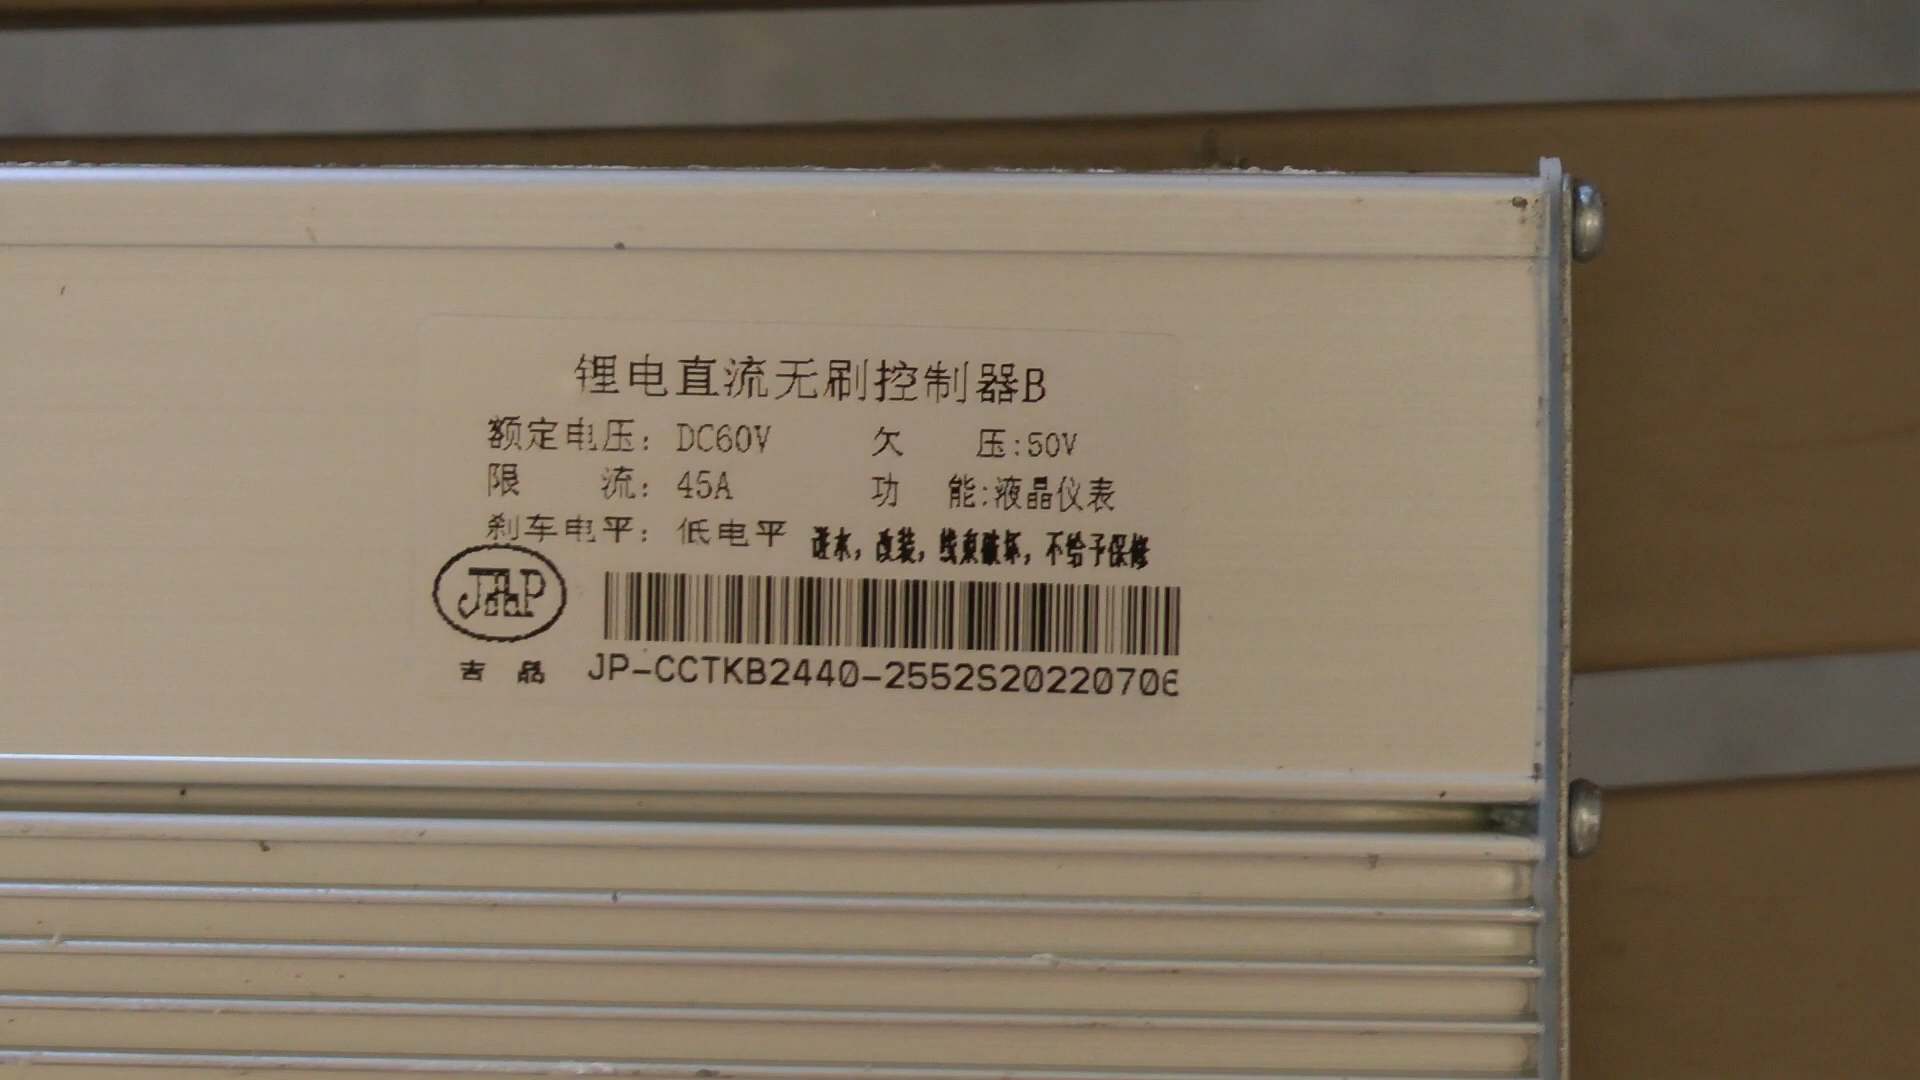 锂电直流无刷控制器B
额定电压: DC60V 欠 压:50V
限 流: 45A 功 能:液晶仪表
刹车电平: 低电平 进水,改装,线束破坏,不给予保修
吉品 JP-CCTKB2440-2552S20220706